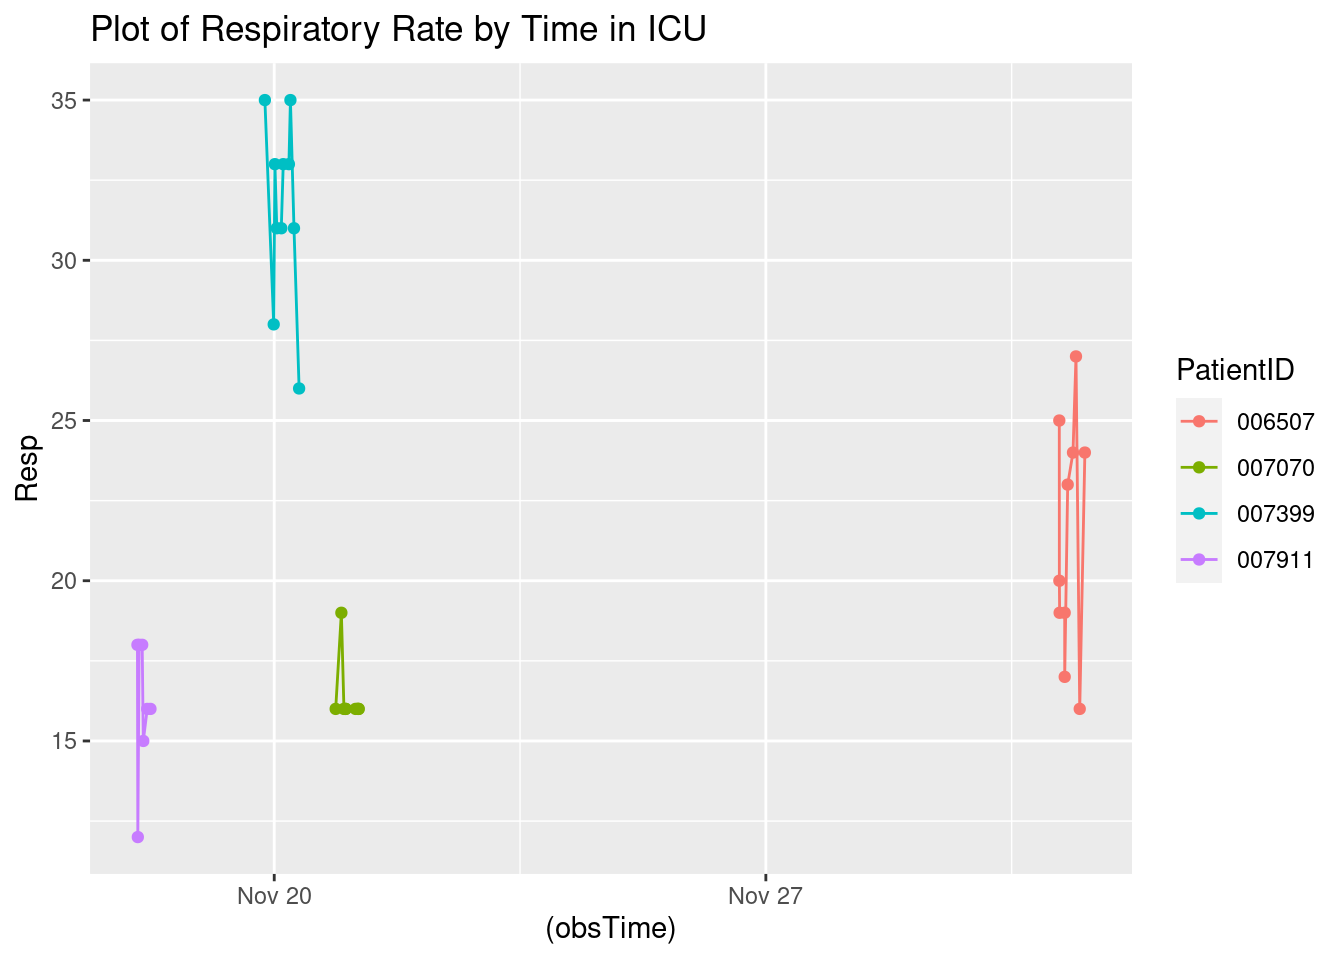 Plot of Respiratory Rate by Time in ICU
35
30
25
20
15
Resp
Nov 20
Nov 27
(obsTime)
PatientID
006507
007070
007399
007911